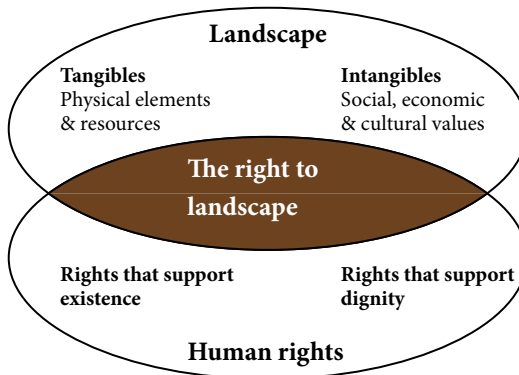 Landscape
Tangibles
Physical elements
& resources
Intangibles
Social, economic
& cultural values
The right to
landscape
Rights that support
existence
Rights that support
dignity
Human rights